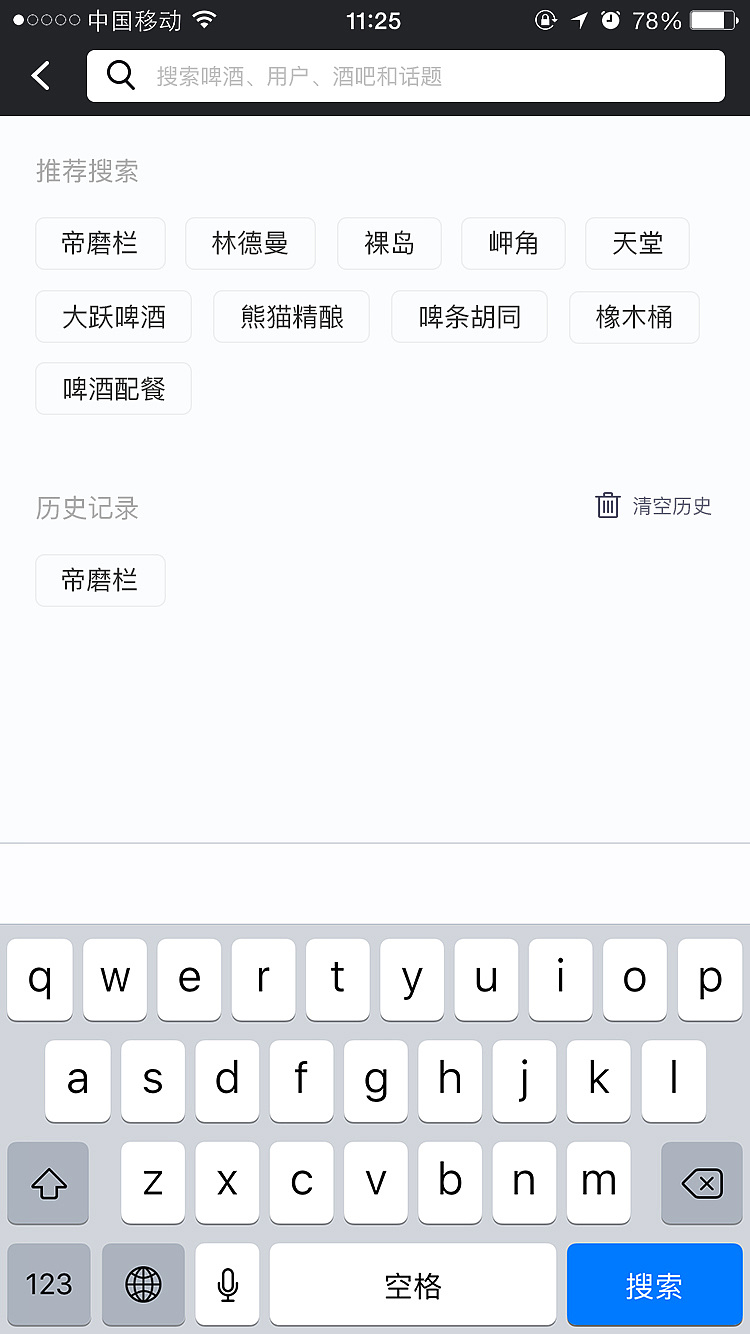 中国移动 11:25 78%
搜索啤酒、用户、酒吧和话题
推荐搜索
帝磨栏 林德曼 裸岛 岬角 天堂
大跃啤酒 熊猫精酿 啤条胡同 橡木桶
啤酒配餐
历史记录 清空历史
帝磨栏
q w e r t y u i o p
a s d f g h j k l
z x c v b n m
123 空格 搜索